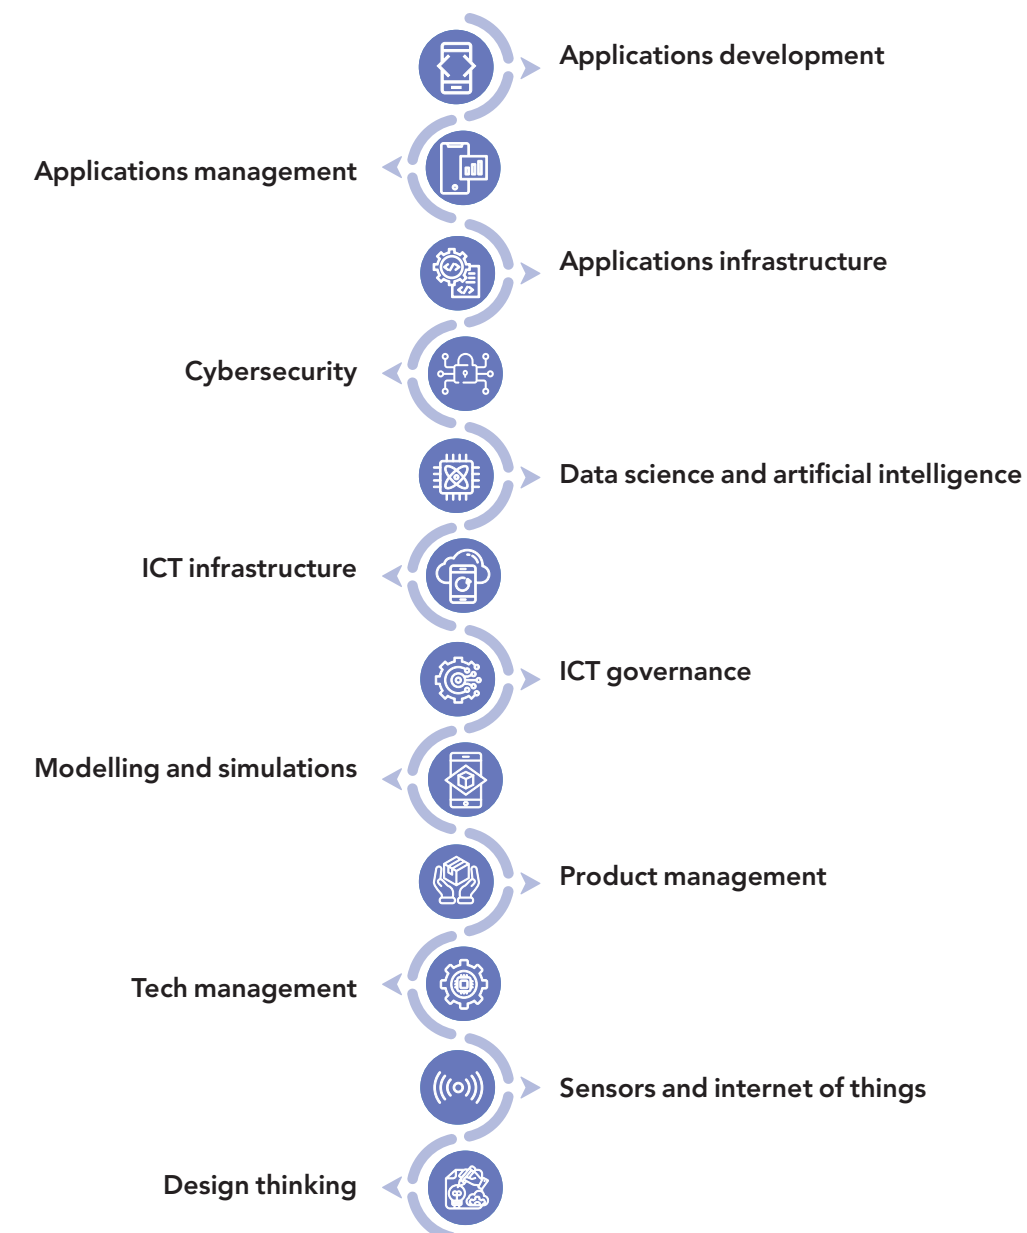 Applications development
Applications management
Applications infrastructure
Cybersecurity
Data science and artificial intelligence
ICT infrastructure
ICT governance
Modelling and simulations
Product management
Tech management
Sensors and internet of things
Design thinking